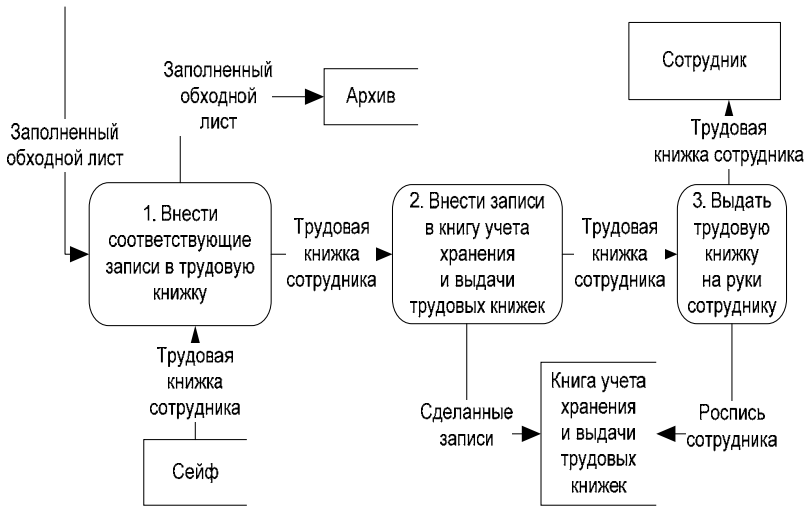 Заполненный
обходной лист
Заполненный
обходной
лист
Архив
Сотрудник
Трудовая
книжка сотрудника
1. Внести
соответствующие
записи в трудовую
книжку
Трудовая
книжка
сотрудника
2. Внести записи
в книгу учета
хранения
и выдачи
трудовых книжек
Трудовая
книжка
сотрудника
3. Выдать
трудовую
книжку
на руки
сотруднику
Трудовая
книжка
сотрудника
Сейф
Сделанные
записи
Книга учета
хранения
и выдачи
трудовых
книжек
Роспись
сотрудника